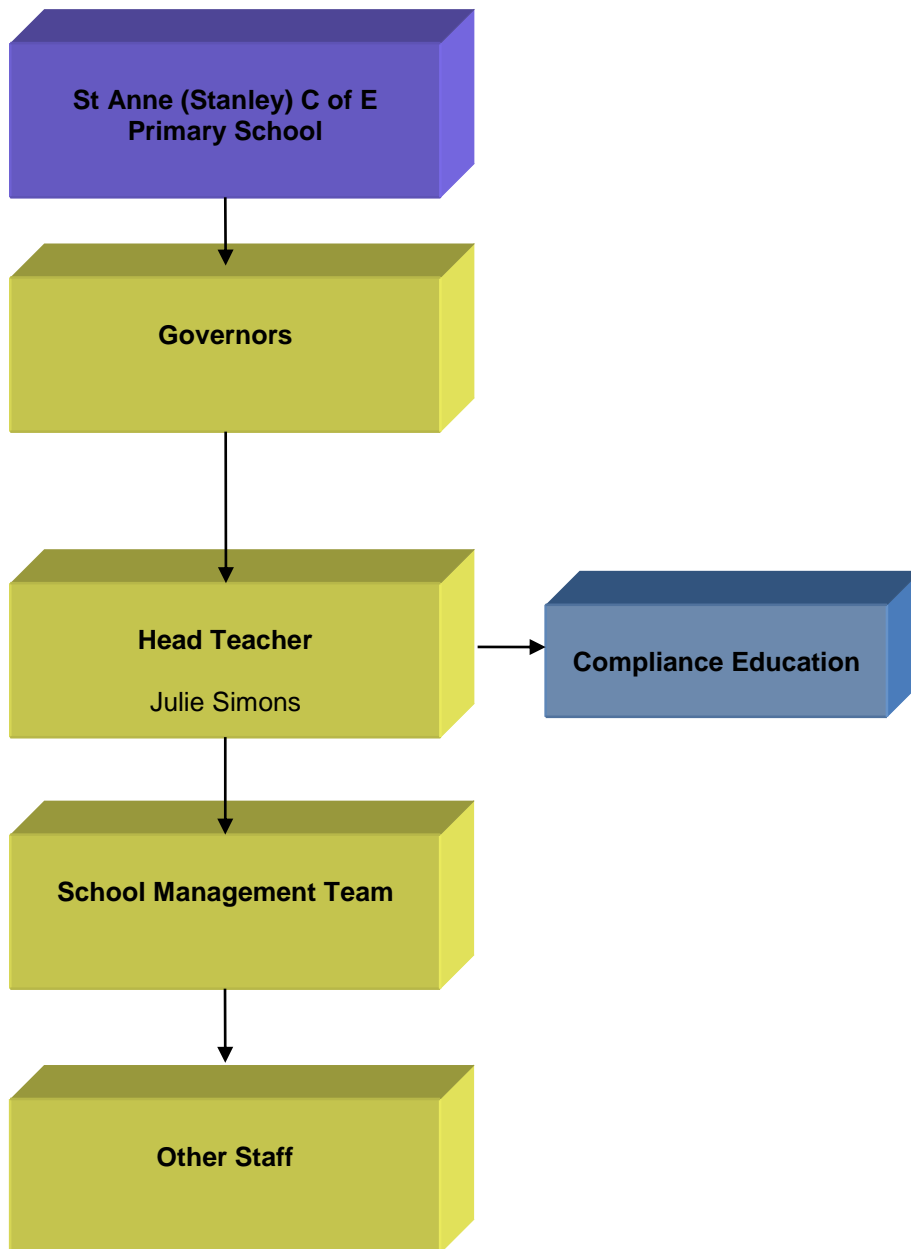 St Anne (Stanley) C of E
Primary School
Governors
Head Teacher
Julie Simons
Compliance Education
School Management Team
Other Staff